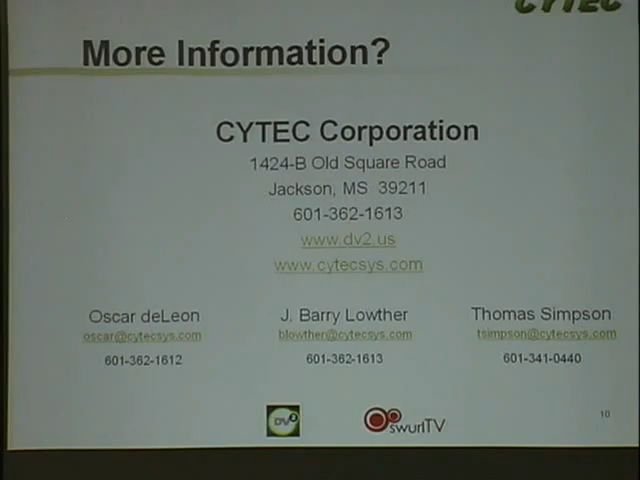 CYTEC
More Information?
CYTEC Corporation
1424-B Old Square Road
Jackson, MS 39211
601-362-1613
www.dv2.us
www.cytecsys.com
Oscar deLeon
oscar@cytecsys.com
601-362-1612
J. Barry Lowther
blowther@cytecsys.com
601-362-1613
Thomas Simpson
tsimpson@cytecsys.com
601-341-0440
DV2
swurlTV
10